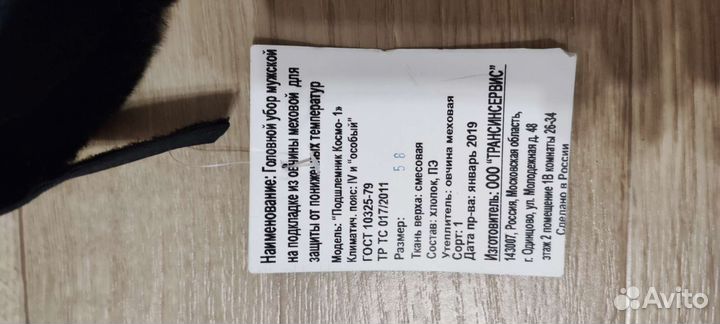 Наименование: Головной убор мужской
на подкладке из овчины меховой для
защиты от пониженных температур
Модель: "Подшлемник Космо- 1»
Климатич. пояс: IV и "особый"
ГОСТ 10325-79
ТР ТС 017/2011
Размер: 58
Ткань верха: смесовая
Состав: хлопок, ПЭ
Утеплитель: овчина меховая
Сорт: 1
Дата пр-ва: январь 2019
Изготовитель: ООО "ТРАНСИНСЕРВИС"
143007, Россия, Московская область,
г. Одинцово, ул. Молодежная д. 48
этаж 2 помещение 1В комнаты 26-34
Сделано в России
Avito